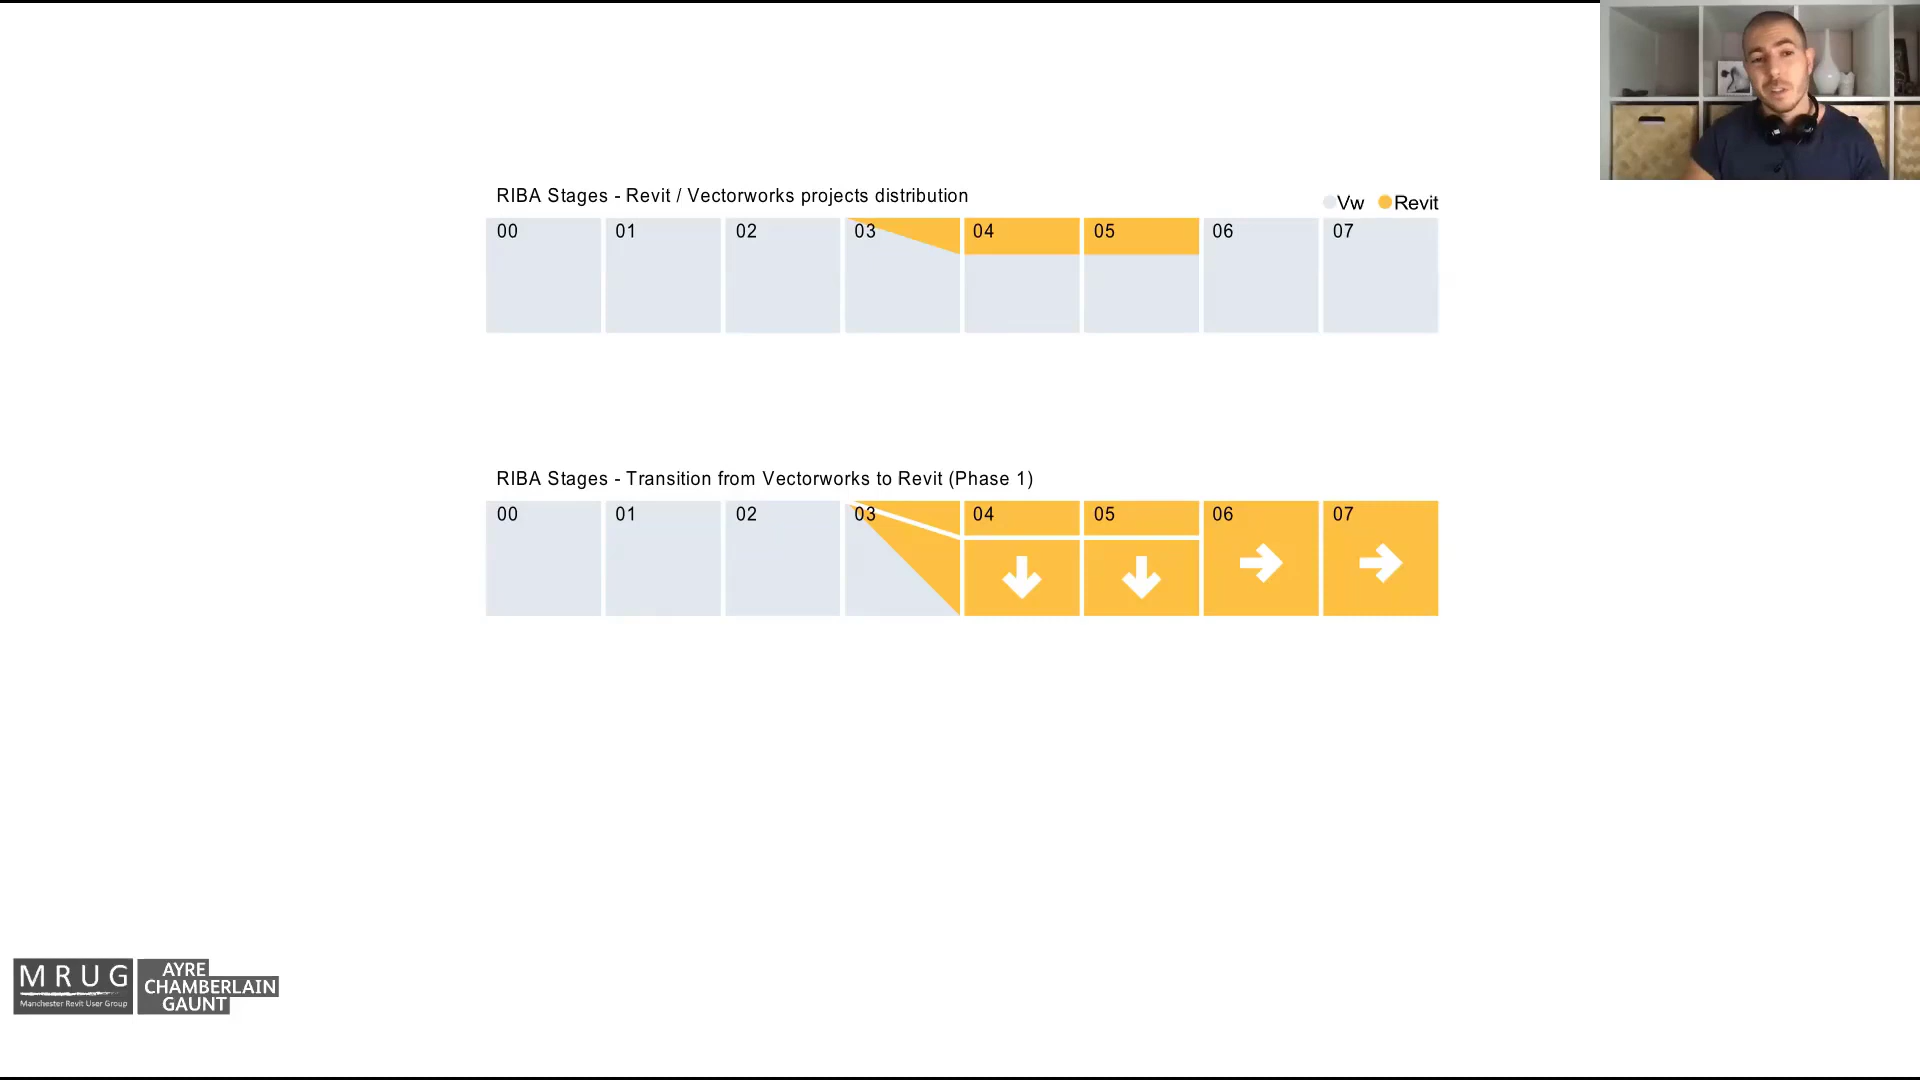 RIBA Stages - Revit / Vectorworks projects distribution
Vw Revit
00 01 02 03 04 05 06 07
RIBA Stages - Transition from Vectorworks to Revit (Phase 1)
00 01 02 03 04 05 06 07
MRUG
Manchester Revit User Group
AYRE
CHAMBERLAIN
GAUNT